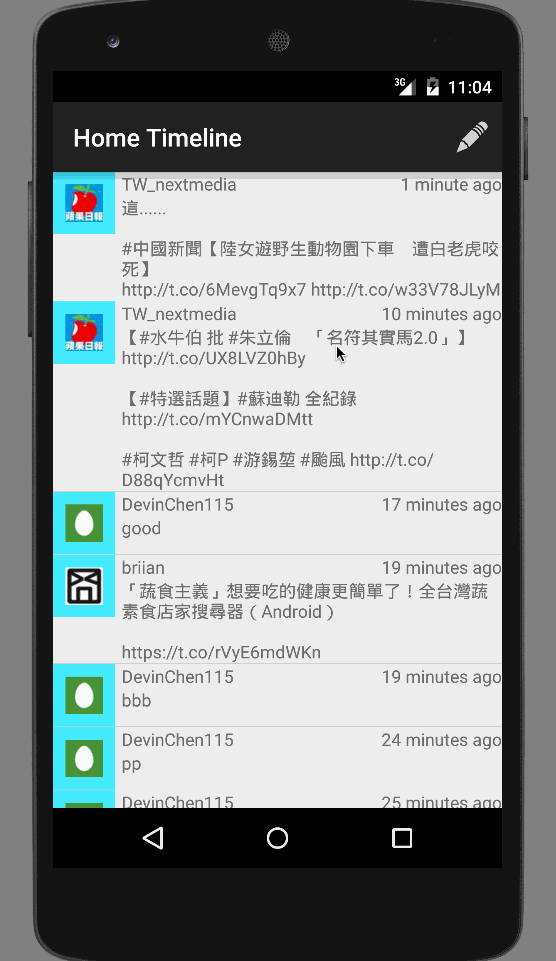 3G 11:04
Home Timeline
TW_nextmedia 1 minute ago
這......
#中國新聞【陸女遊野生動物園下車　遭白老虎咬
死】
http://t.co/6MevgTq9x7 http://t.co/w33V78JLyM
蘋果日報
TW_nextmedia 10 minutes ago
【#水牛伯 批 #朱立倫　「名符其實馬2.0」】
http://t.co/UX8LVZ0hBy
蘋果日報
【#特選話題】#蘇迪勒 全紀錄
http://t.co/mYCnwaDMtt
#柯文哲 #柯P #游錫堃 #颱風 http://t.co/
D88qYcmvHt
DevinChen115 17 minutes ago
good
briian 19 minutes ago
「蔬食主義」想要吃的健康更簡單了！全台灣蔬
素食店家搜尋器（Android）
https://t.co/rVyE6mdWKn
DevinChen115 19 minutes ago
bbb
DevinChen115 24 minutes ago
pp
DevinChen115 25 minutes ago